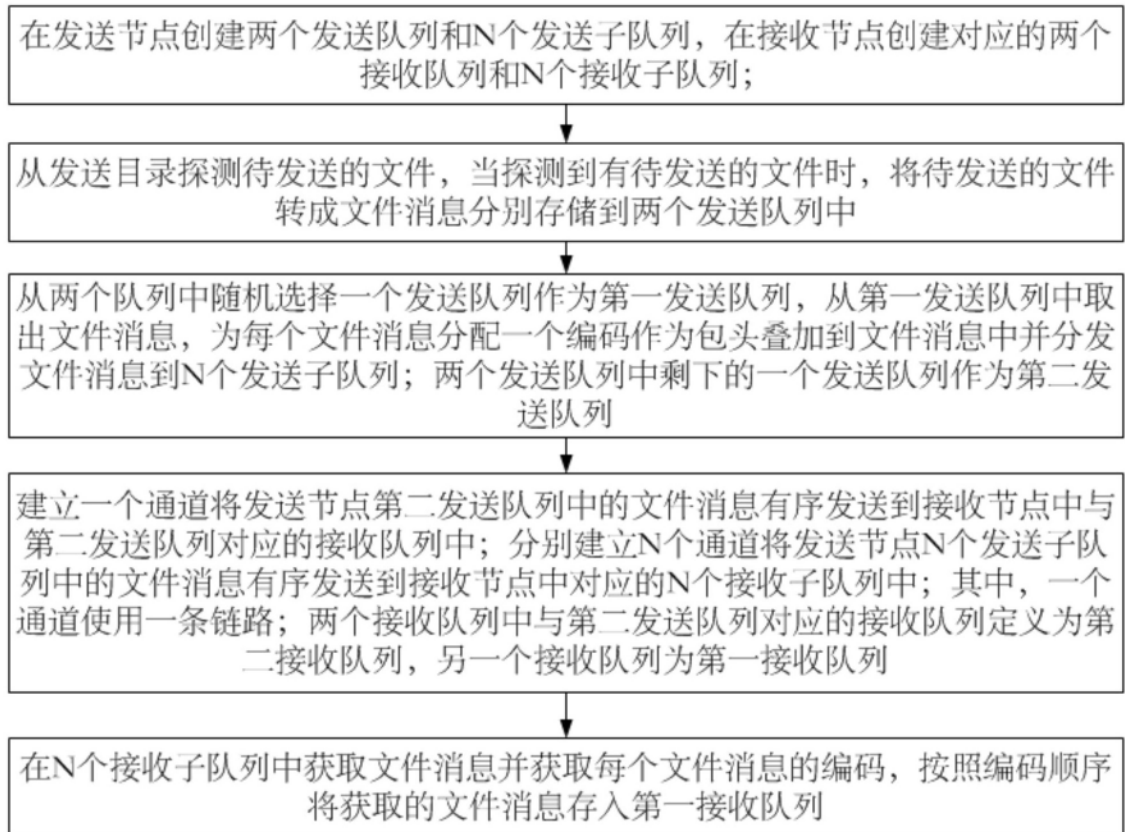 在发送节点创建两个发送队列和N个发送子队列，在接收节点创建对应的两个
接收队列和N个接收子队列；
从发送目录探测待发送的文件，当探测到有待发送的文件时，将待发送的文件
转成文件消息分别存储到两个发送队列中
从两个队列中随机选择一个发送队列作为第一发送队列，从第一发送队列中取
出文件消息，为每个文件消息分配一个编码作为包头叠加到文件消息中并分发
文件消息到N个发送子队列；两个发送队列中剩下的一个发送队列作为第二发
送队列
建立一个通道将发送节点第二发送队列中的文件消息有序发送到接收节点中与
第二发送队列对应的接收队列中；分别建立N个通道将发送节点N个发送子队
列中的文件消息有序发送到接收节点中对应的N个接收子队列中；其中，一个
通道使用一条链路；两个接收队列中与第二发送队列对应的接收队列定义为第
二接收队列，另一个接收队列为第一接收队列
在N个接收子队列中获取文件消息并获取每个文件消息的编码，按照编码顺序
将获取的文件消息存入第一接收队列